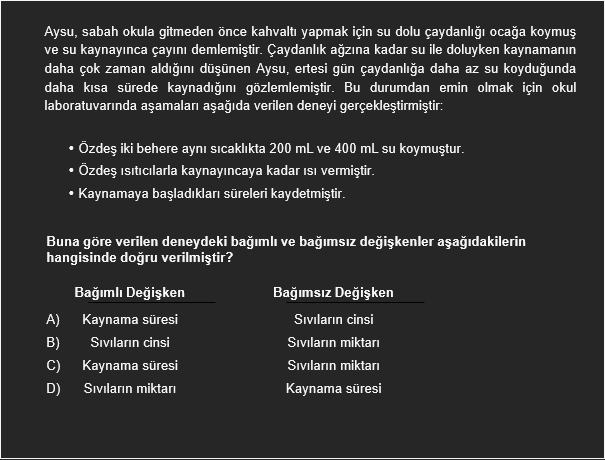 Aysu, sabah okula gitmeden önce kahvaltı yapmak için su dolu çaydanlığı ocağa koymuş
ve su kaynayınca çayını demlemiştir. Çaydanlık ağzına kadar su ile doluyken kaynamanın
daha çok zaman aldığını düşünen Aysu, ertesi gün çaydanlığa daha az su koyduğunda
daha kısa sürede kaynadığını gözlemlemiştir. Bu durumdan emin olmak için okul
laboratuvarında aşamaları aşağıda verilen deneyi gerçekleştirmiştir:
• Özdeş iki behere aynı sıcaklıkta 200 mL ve 400 mL su koymuştur.
• Özdeş ısıtıcılarla kaynayıncaya kadar ısı vermiştir.
• Kaynamaya başladıkları süreleri kaydetmiştir.
Buna göre verilen deneydeki bağımlı ve bağımsız değişkenler aşağıdakilerin
hangisinde doğru verilmiştir?
Bağımlı Değişken Bağımsız Değişken
A) Kaynama süresi Sıvıların cinsi
B) Sıvıların cinsi Sıvıların miktarı
C) Kaynama süresi Sıvıların miktarı
D) Sıvıların miktarı Kaynama süresi